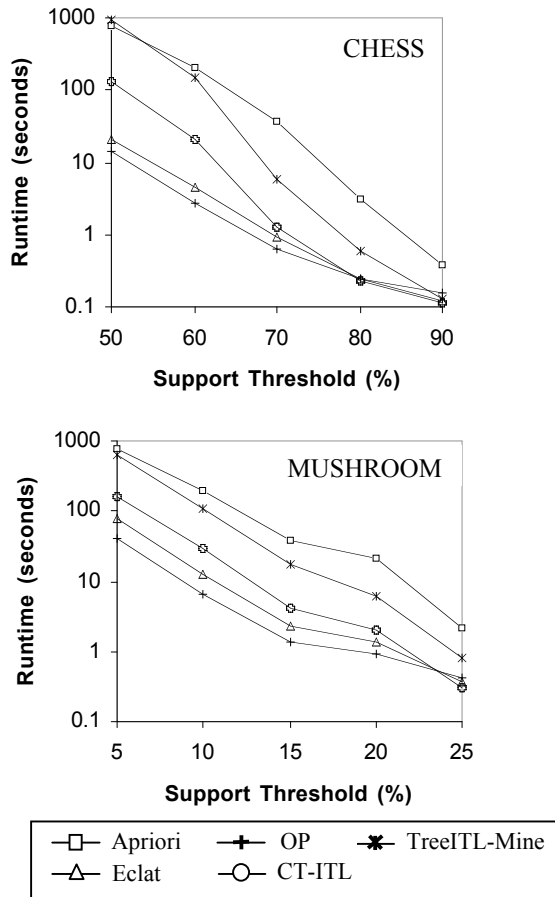 1000
100
10
1
0.1
Runtime (seconds)
CHESS
50 60 70 80 90
Support Threshold (%)
1000
100
10
1
0.1
Runtime (seconds)
MUSHROOM
5 10 15 20 25
Support Threshold (%)
Apriori OP TreeITL-Mine
Eclat CT-ITL